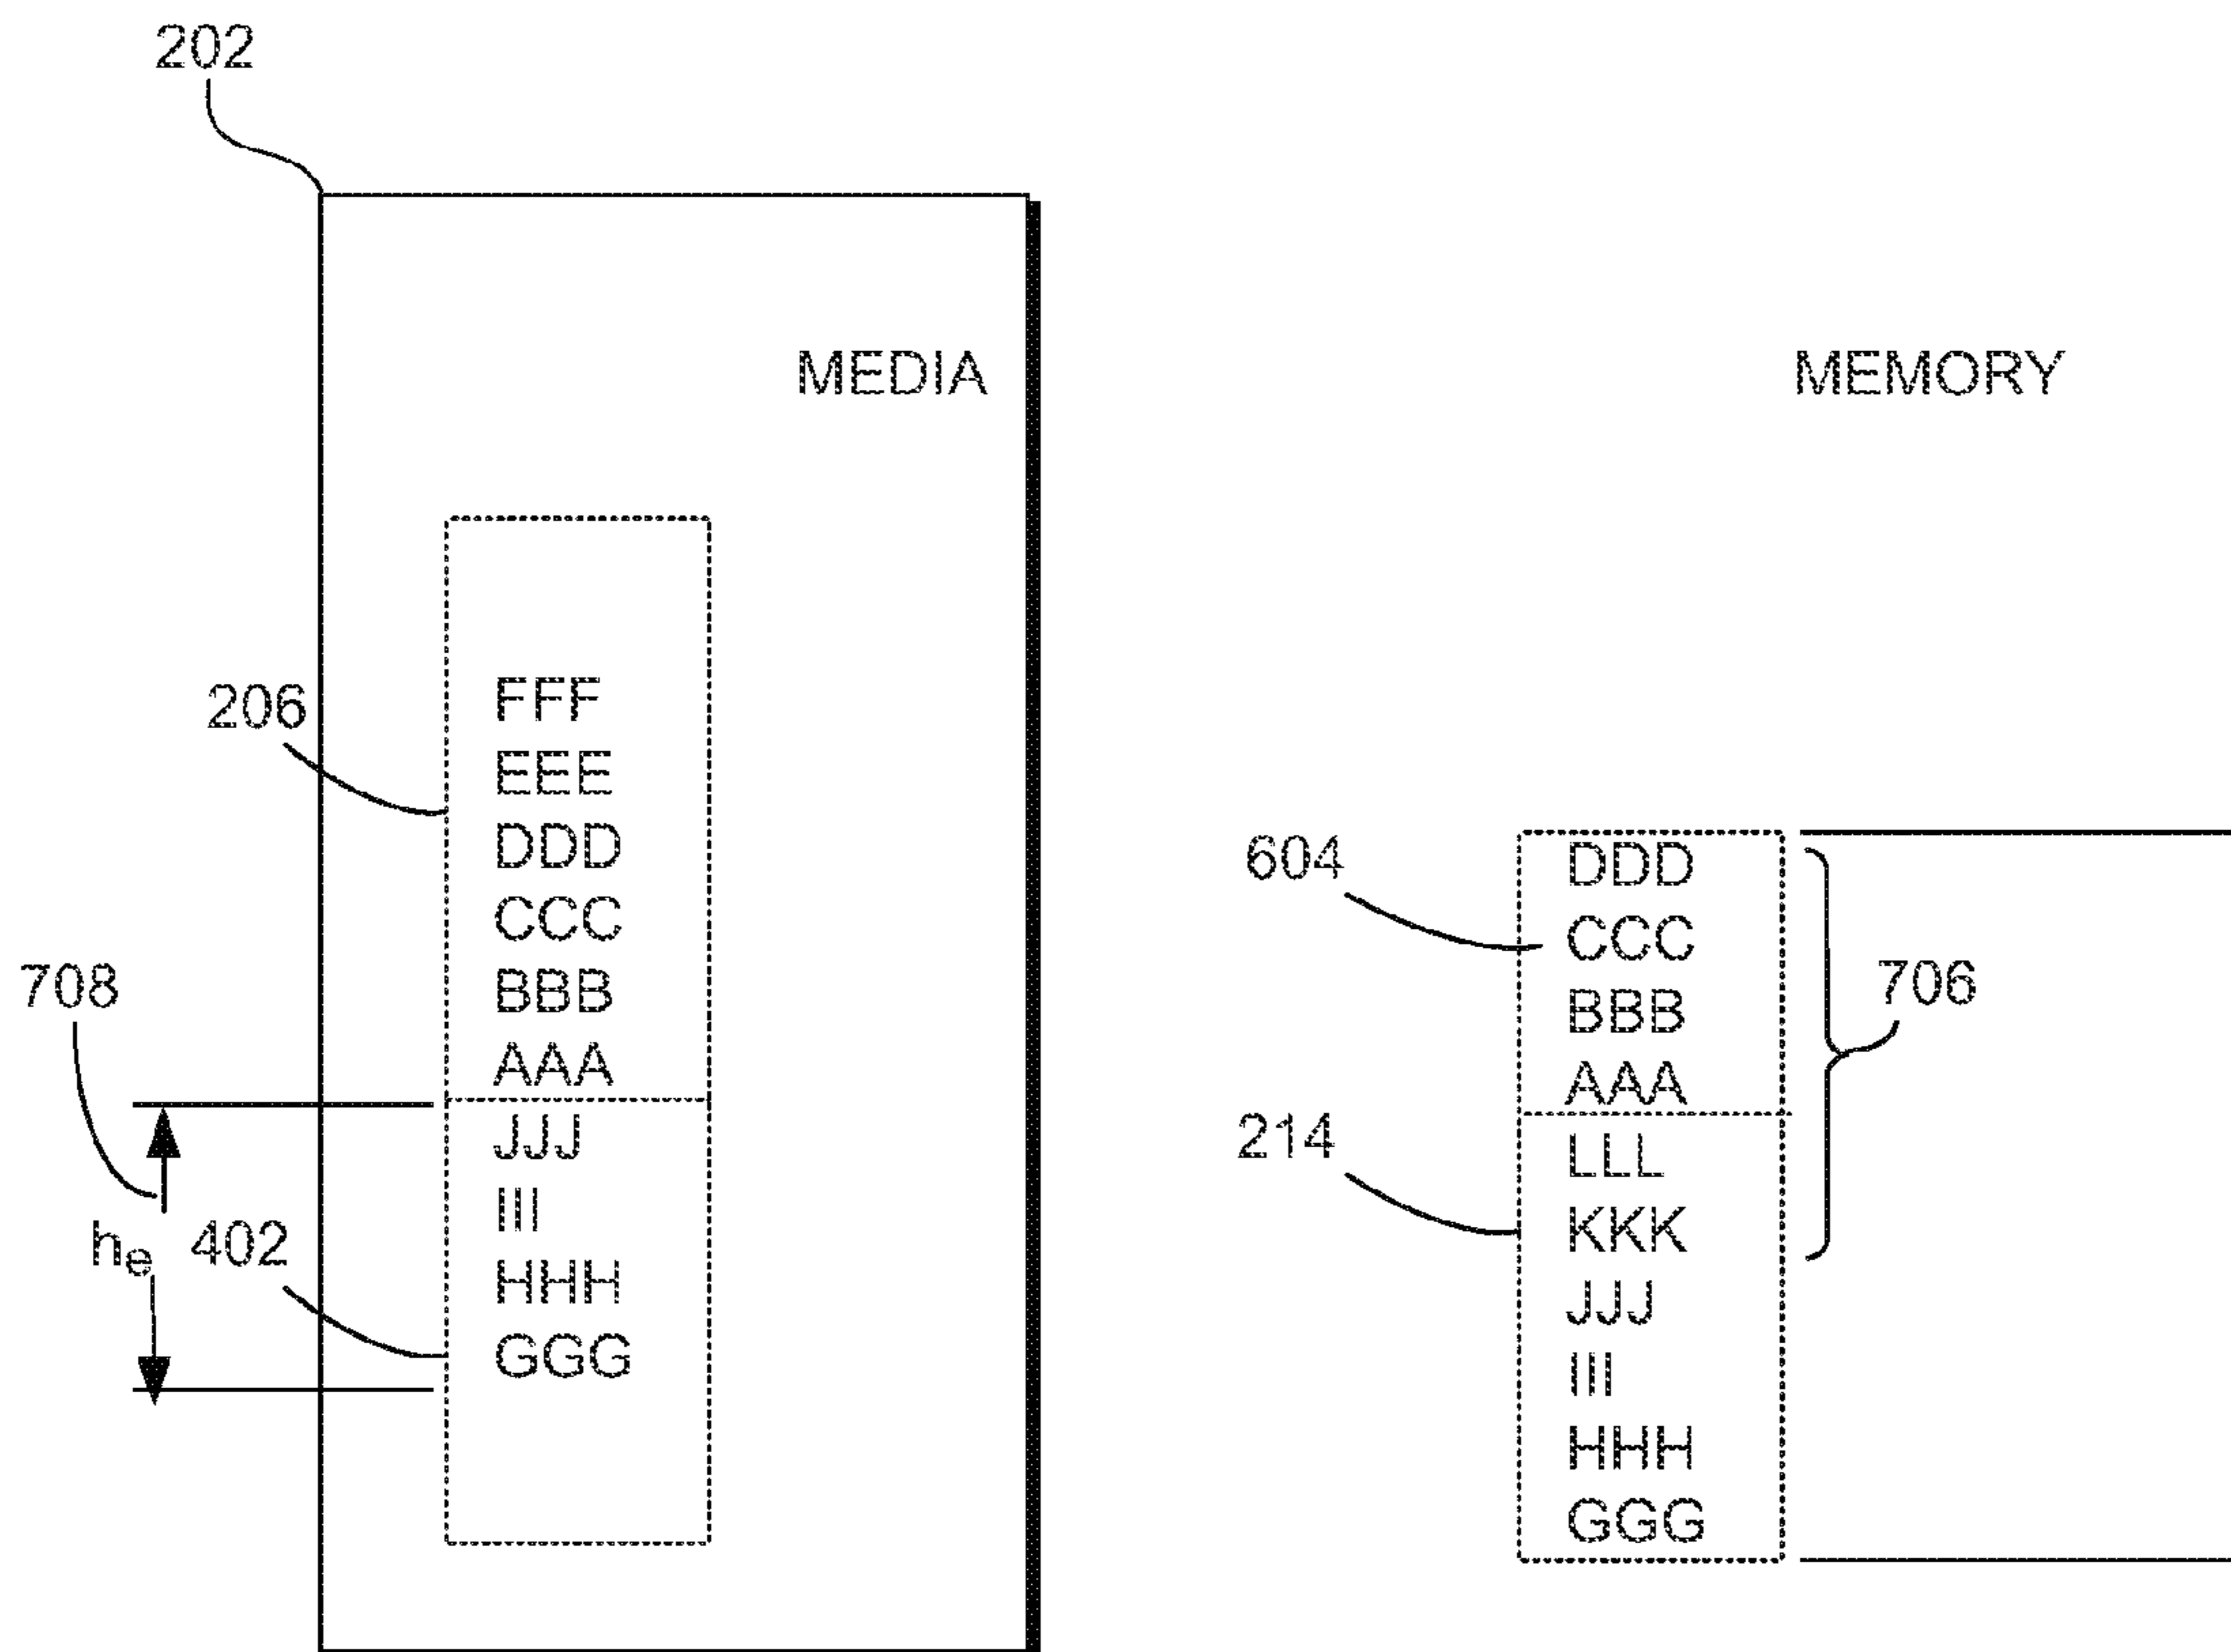 202
MEDIA
MEMORY
206
FFF
EEE
DDD
CCC
BBB
AAA
JJJ
III
HHH
GGG
708
he
402
604
DDD
CCC
BBB
AAA
LLL
KKK
JJJ
III
HHH
GGG
706
214